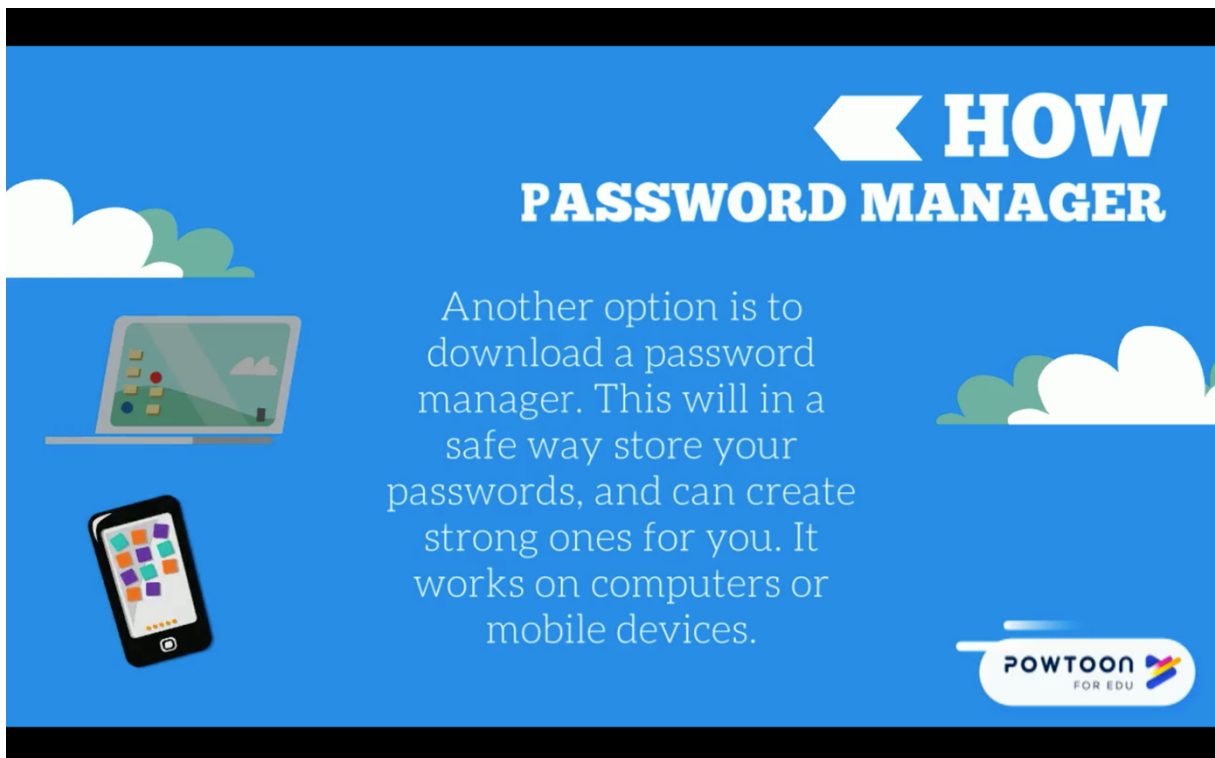 HOW
PASSWORD MANAGER
Another option is to
download a password
manager. This will in a
safe way store your
passwords, and can create
strong ones for you. It
works on computers or
mobile devices.
POWTOON
FOR EDU